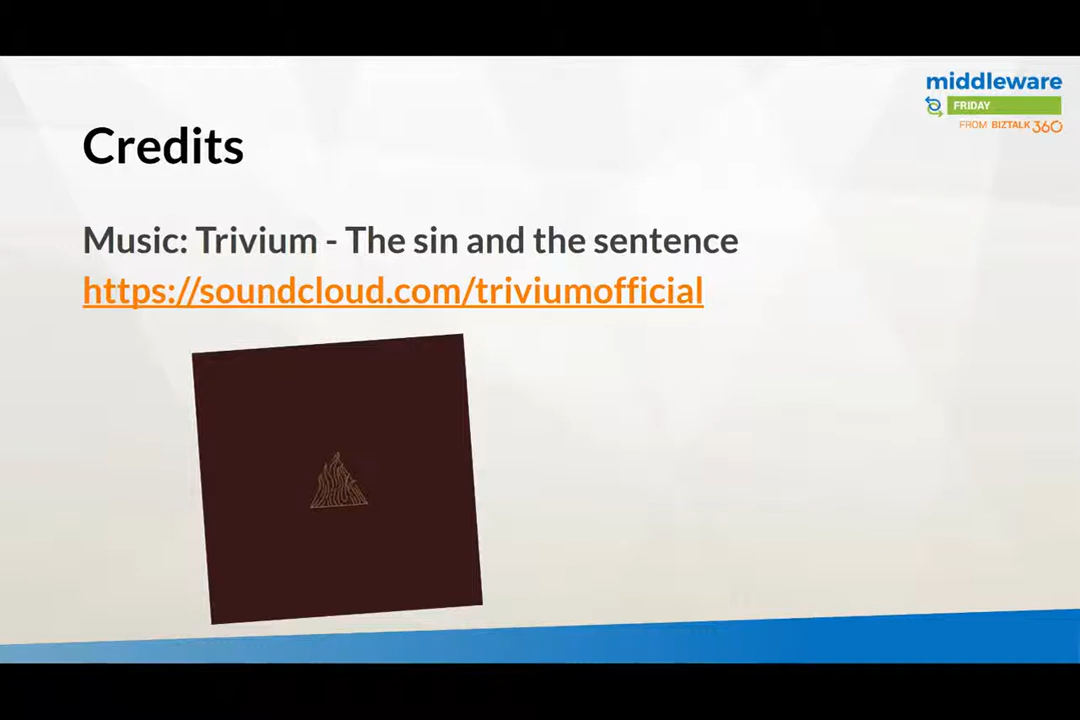 middleware
FRIDAY
FROM BIZTALK 360
Credits
Music: Trivium - The sin and the sentence
https://soundcloud.com/triviumofficial